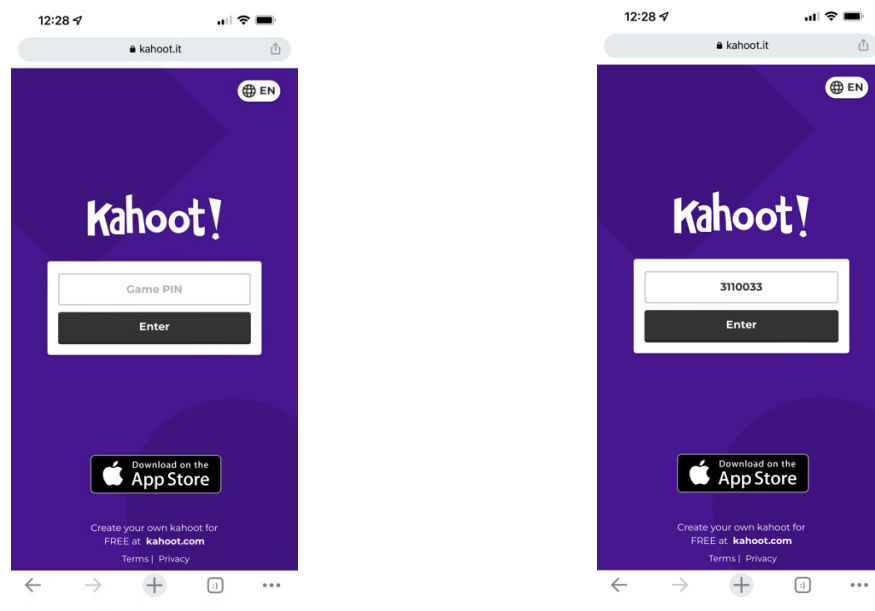 12:28
kahoot.it
EN
Kahoot!
Game PIN
Enter
Download on the
App Store
Create your own kahoot for
FREE at kahoot.com
Terms | Privacy
:)
12:28
kahoot.it
EN
Kahoot!
3110033
Enter
Download on the
App Store
Create your own kahoot for
FREE at kahoot.com
Terms | Privacy
:)